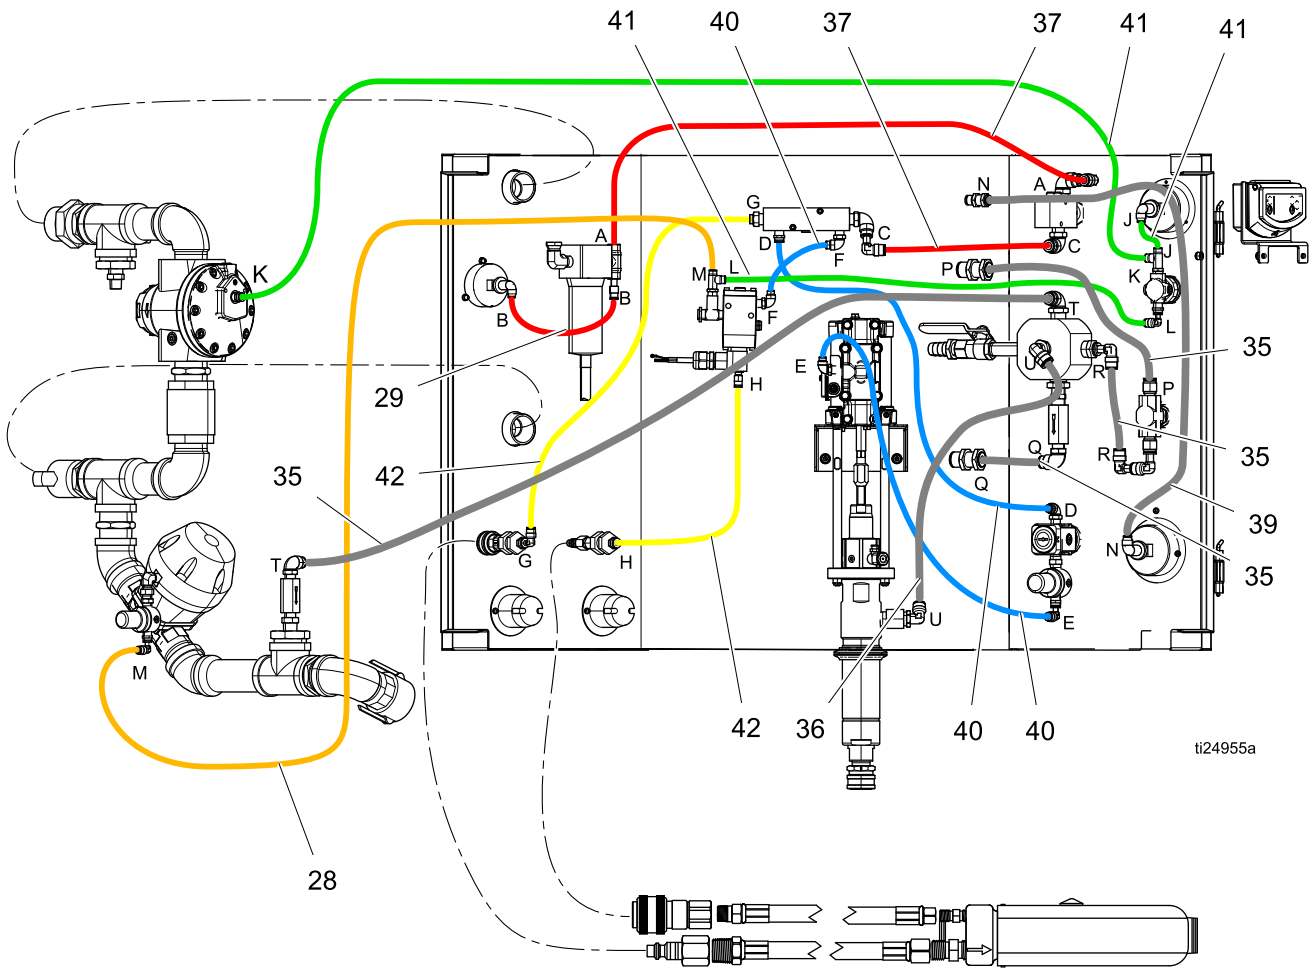 41 40 37 37 41 41
N A
G
C J
D F C J
K A
M L P K
B T L
B F
E U R 35
29 H P
Q R 35
35 42 Q
D 39
N
T G H 35
U E
M
42 36 40 40
ti24955a
28